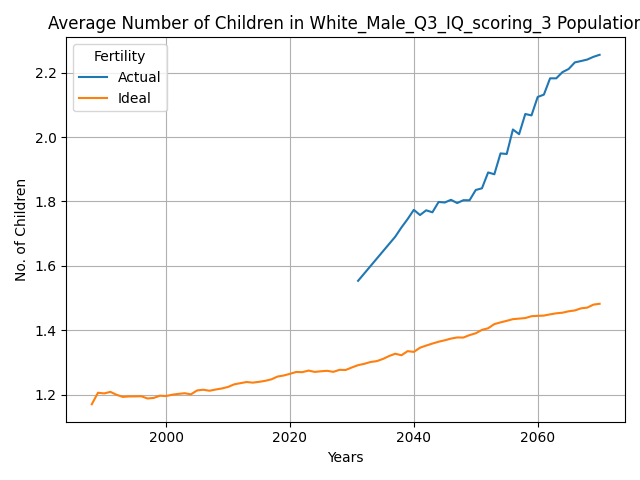 Average Number of Children in White_Male_Q3_IQ_scoring_3 Population
Fertility
Actual
Ideal
2.2
2.0
1.8
1.6
1.4
1.2
No. of Children
2000
2020
2040
2060
Years